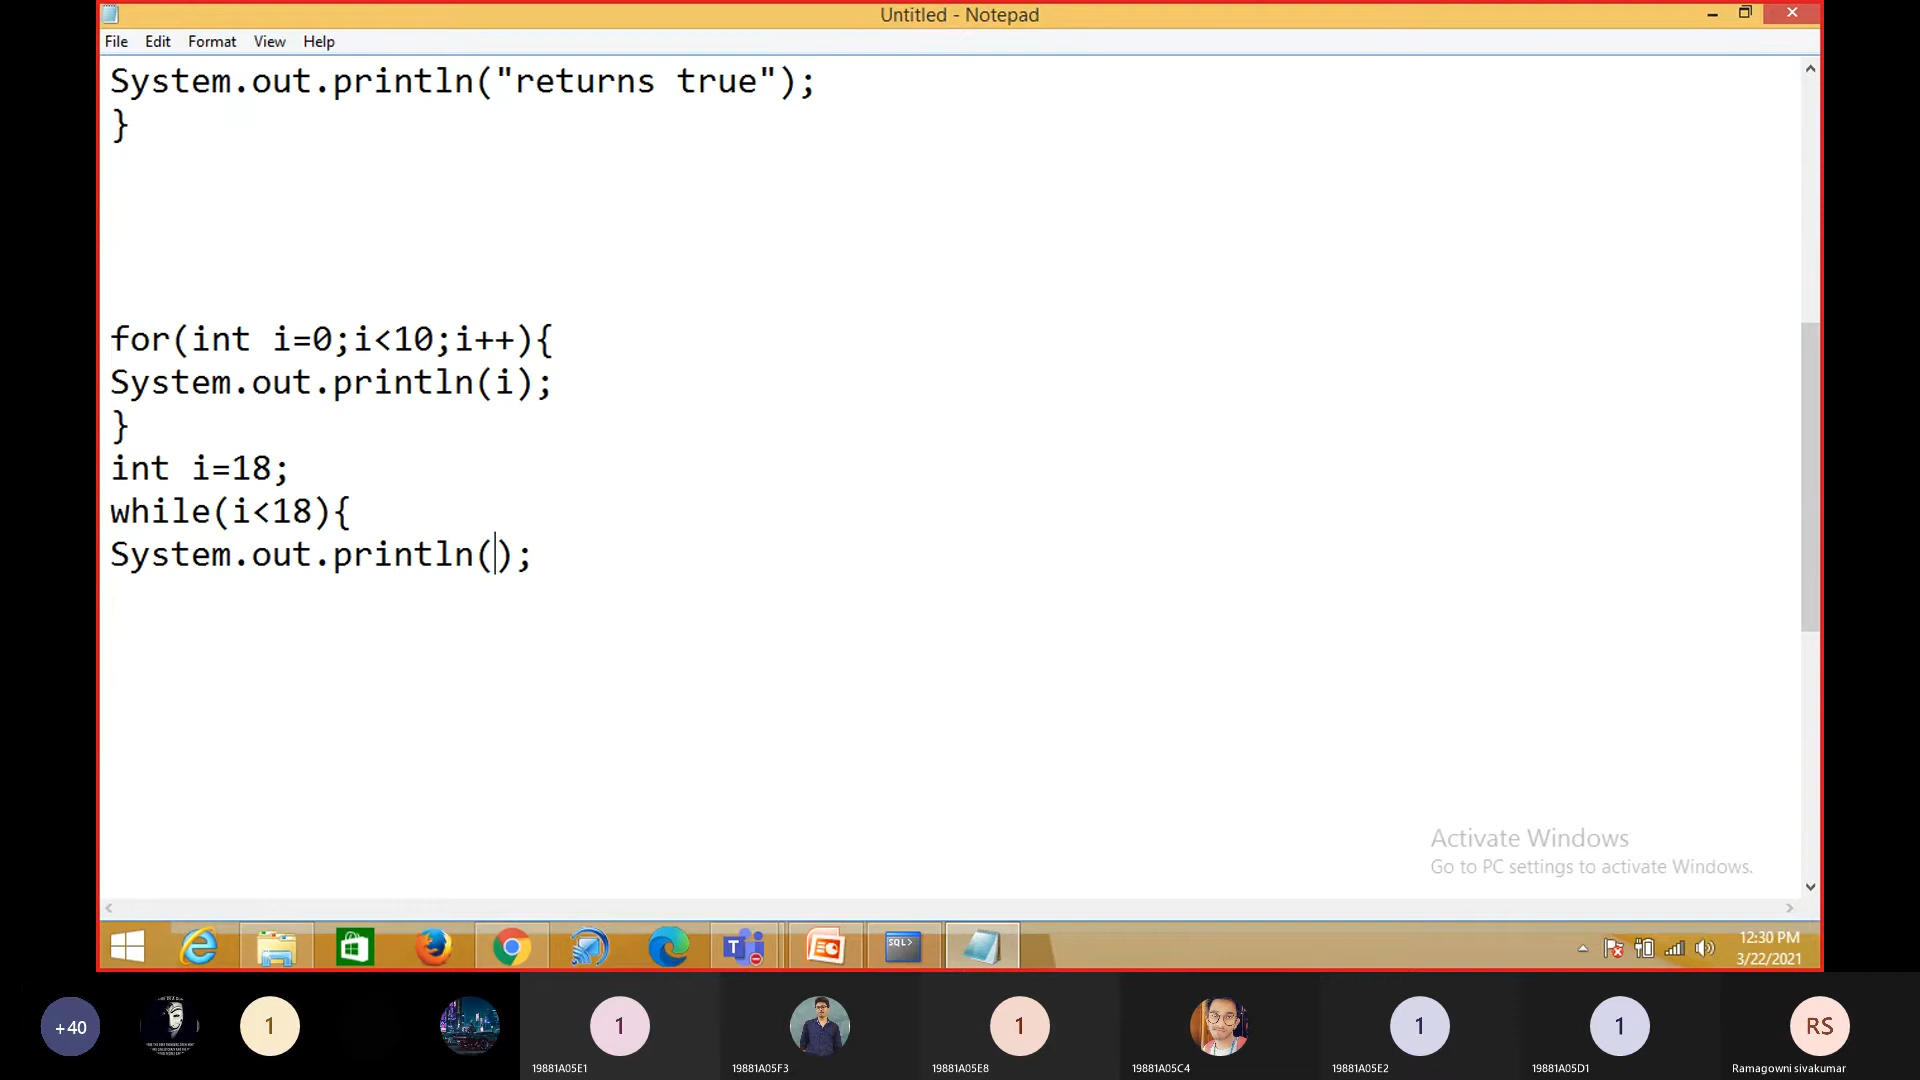 Untitled - Notepad
File Edit Format View Help
System.out.println("returns true");
}
for(int i=0;i<10;i++){
System.out.println(i);
}
int i=18;
while(i<18){
System.out.println();
Activate Windows
Go to PC settings to activate Windows.
SQL>
12:30 PM
3/22/2021
+40
1
1
1
1
1
RS
19881A05E1
19881A05F3
19881A05E8
19881A05C4
19881A05E2
19881A05D1
Ramagowni sivakumar